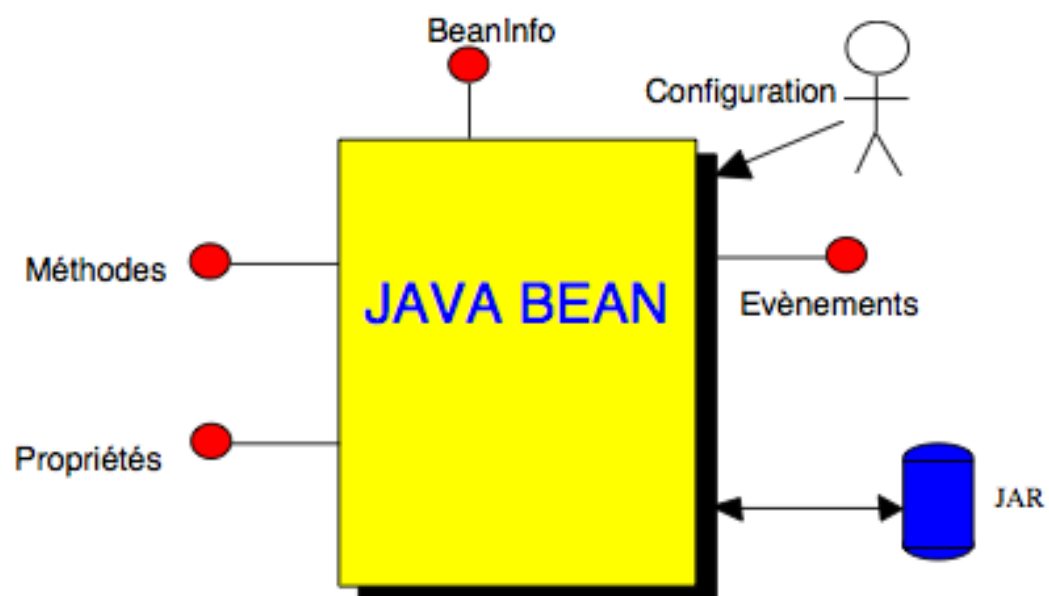 BeanInfo
Configuration
Méthodes
JAVA BEAN
Evènements
Propriétés
JAR